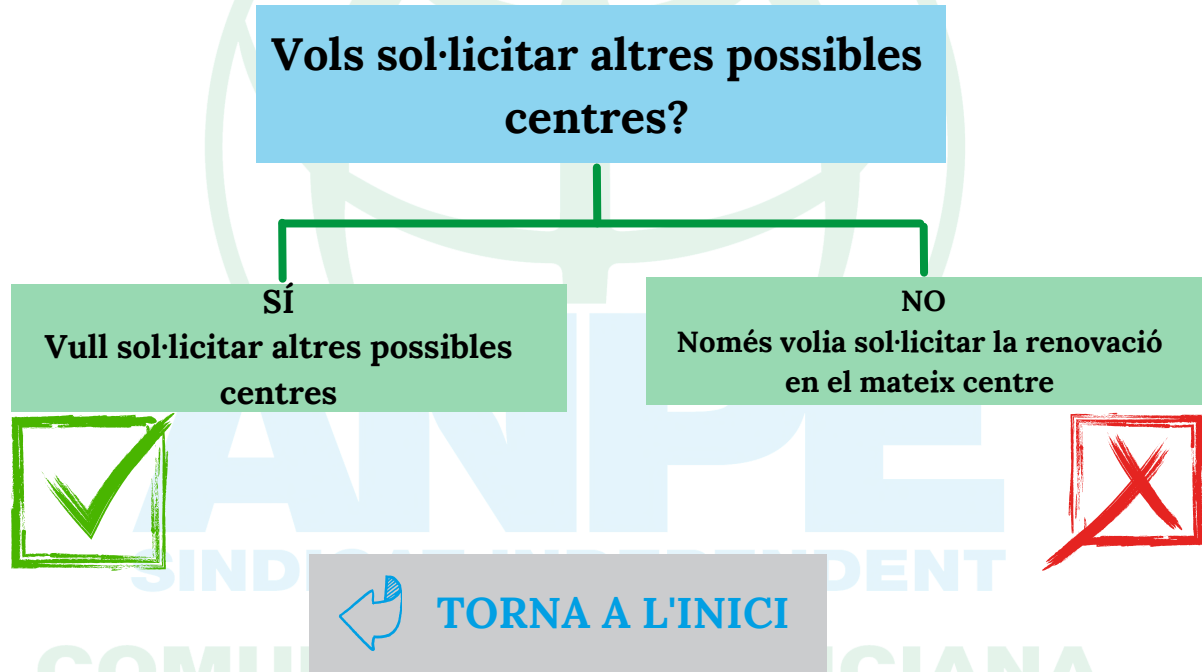 Vols sol·licitar altres possibles
centres?
SÍ
Vull sol·licitar altres possibles
centres
NO
Només volia sol·licitar la renovació
en el mateix centre
ANPE
TORNA A L'INICI